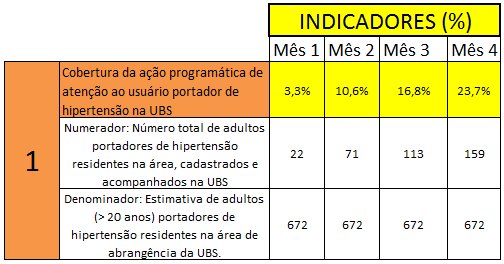 INDICADORES (%)
Mês 1 Mês 2 Mês 3 Mês 4
1
Cobertura da ação programática de
atenção ao usuário portador de
hipertensão na UBS
3,3% 10,6% 16,8% 23,7%
Numerador: Número total de adultos
portadores de hipertensão
residentes na área, cadastrados e
acompanhados na UBS
22 71 113 159
Denominador: Estimativa de adultos
(> 20 anos) portadores de
hipertensão residentes na área de
abrangência da UBS.
672 672 672 672